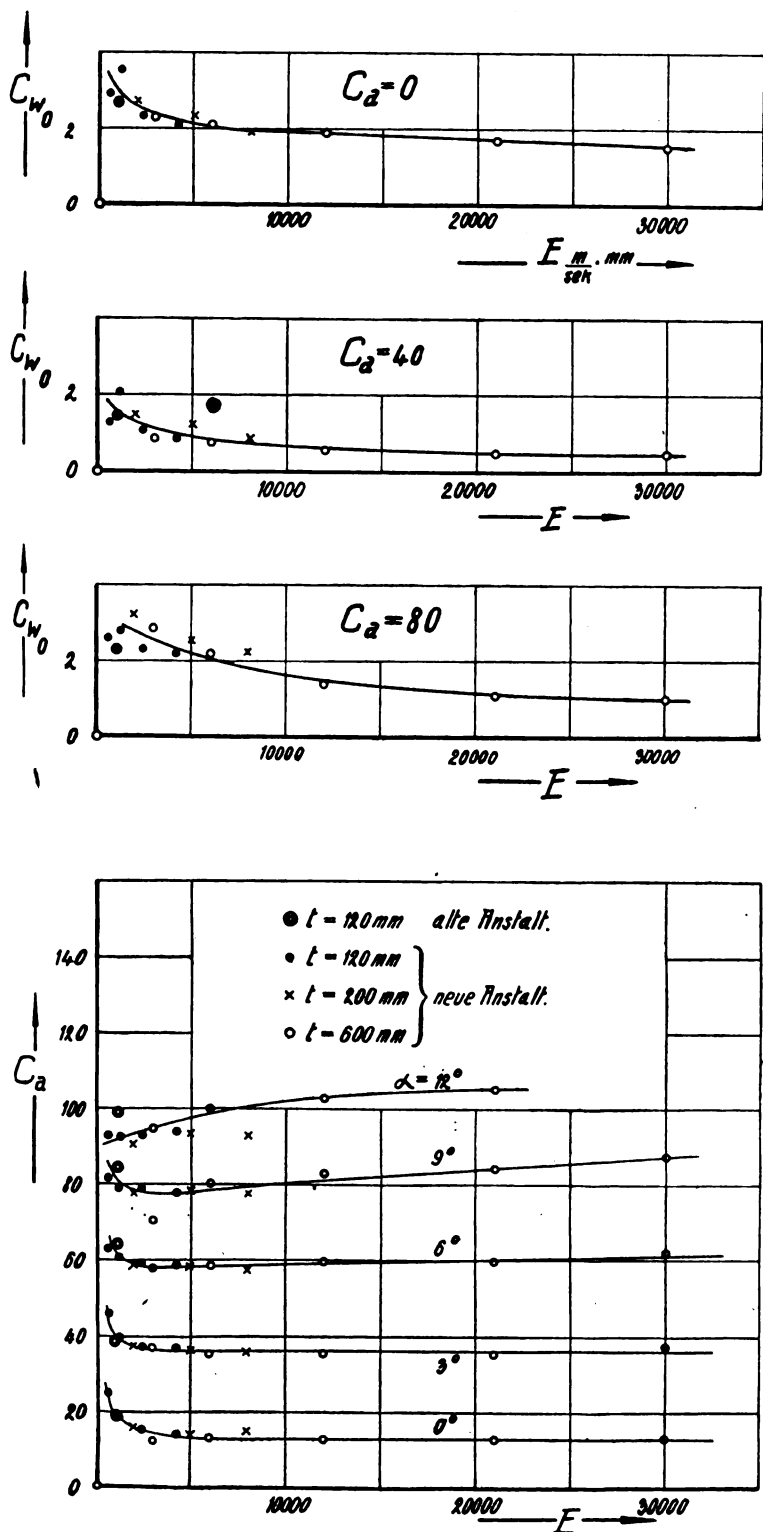 C_w0
C_a = 0
2
0
10000
20000
30000
E m/sek · mm
C_w0
C_a = 40
2
0
10000
20000
30000
E
C_w0
C_a = 80
2
0
10000
20000
30000
E
t = 120 mm alte Anstalt.
t = 120 mm
t = 200 mm } neue Anstalt.
t = 600 mm
140
120
C_a
α = 12°
100
9°
80
6°
60
40
3°
20
0°
0
10000
20000
30000
E